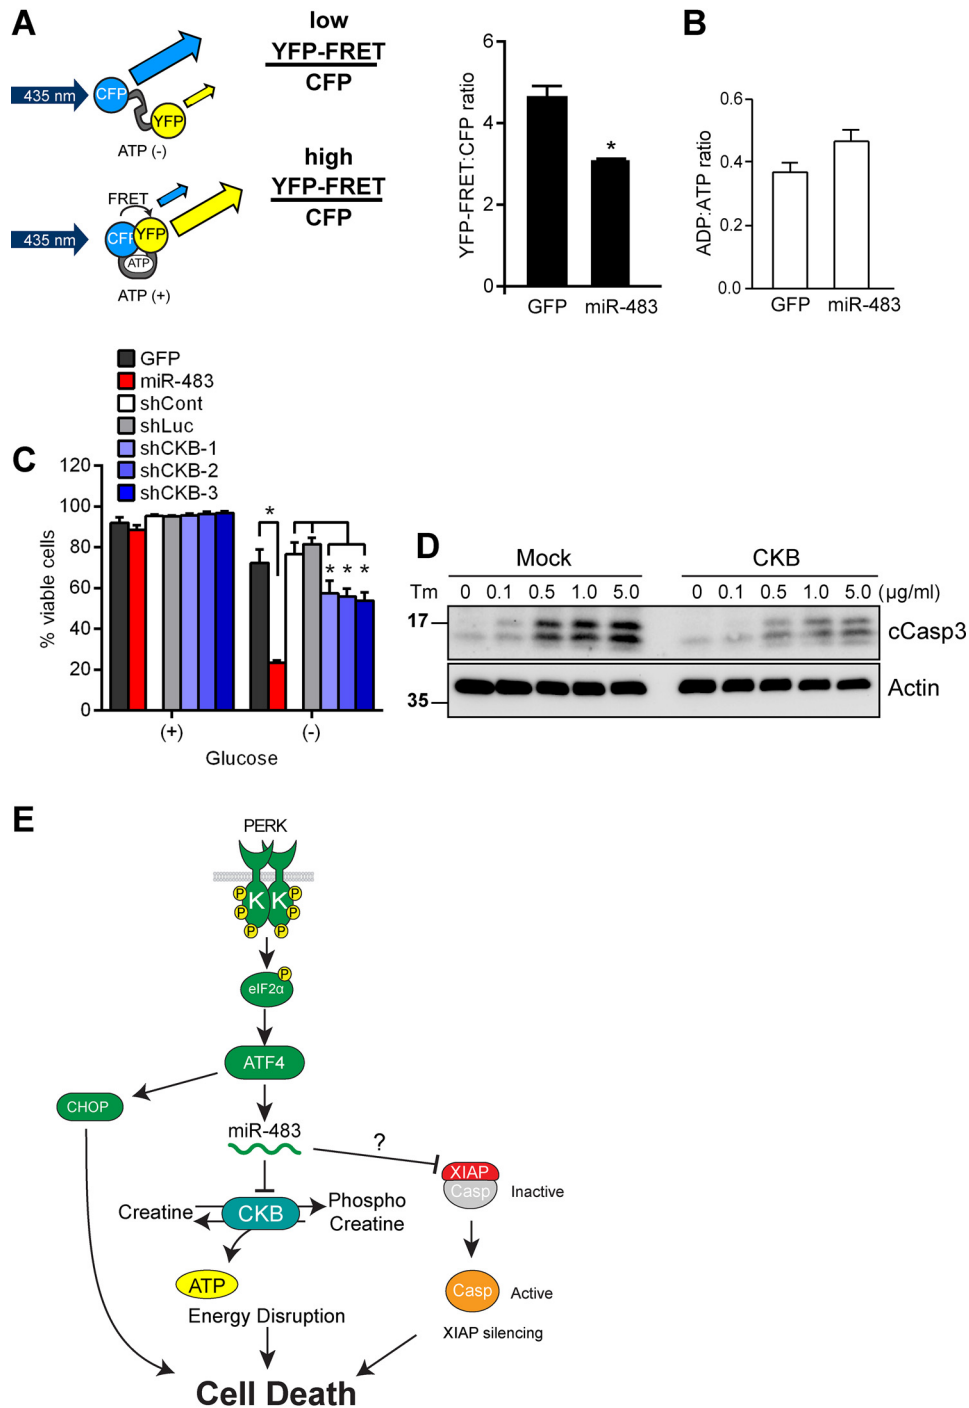 A
low
YFP-FRET
CFP
435 nm
CFP
YFP
ATP (-)
high
YFP-FRET
CFP
FRET
435 nm
CFP
YFP
ATP
ATP (+)
YFP-FRET:CFP ratio
6
4
2
0
*
GFP
miR-483
B
ADP:ATP ratio
0.6
0.4
0.2
0.0
GFP
miR-483
C
GFP
miR-483
shCont
shLuc
shCKB-1
shCKB-2
shCKB-3
% viable cells
120
100
80
60
40
20
0
*
* * *
(+)
(-)
Glucose
D
Mock
CKB
Tm
0 0.1 0.5 1.0 5.0
0 0.1 0.5 1.0 5.0 (µg/ml)
17
cCasp3
35
Actin
E
PERK
K K
P P
P P
P P
P
eIF2α
ATF4
CHOP
miR-483
?
XIAP
Casp
Inactive
Creatine
CKB
Phospho
Creatine
ATP
Casp
Active
Energy Disruption
XIAP silencing
Cell Death